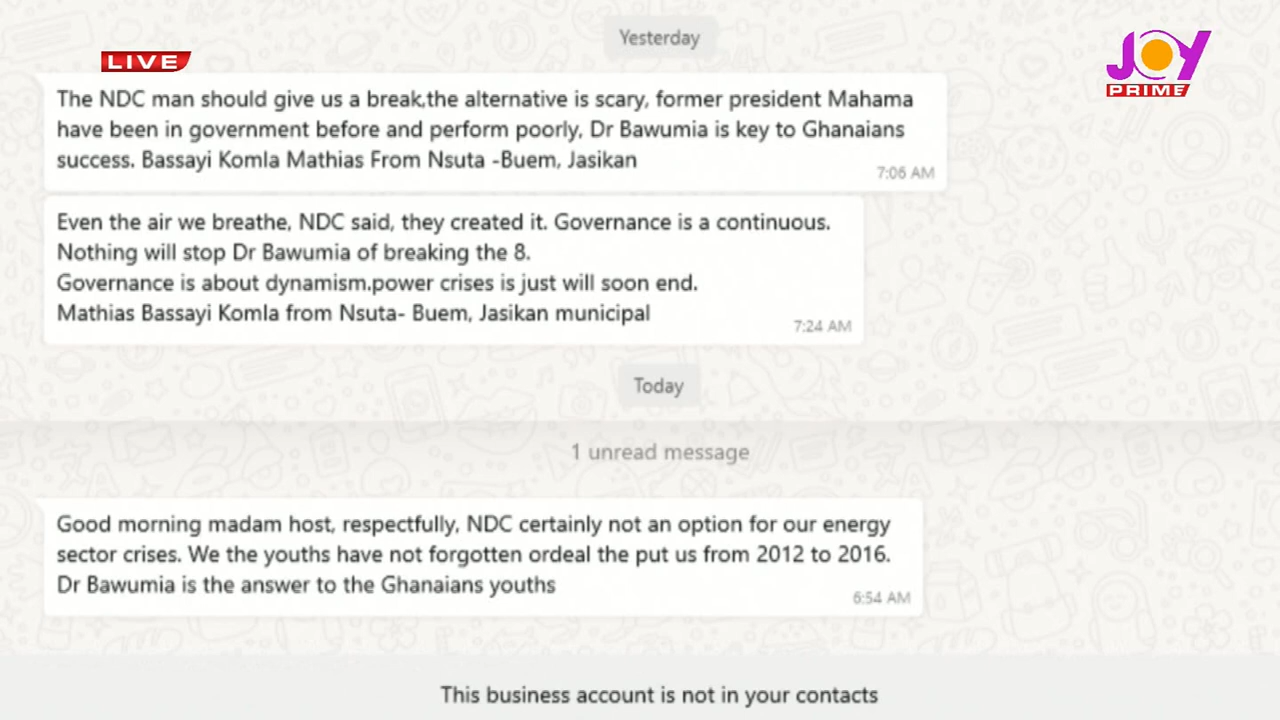 Yesterday
LIVE
JOY
PRIME
The NDC man should give us a break,the alternative is scary, former president Mahama
have been in government before and perform poorly, Dr Bawumia is key to Ghanaians
success. Bassayi Komla Mathias From Nsuta -Buem, Jasikan
7:06 AM
Even the air we breathe, NDC said, they created it. Governance is a continuous.
Nothing will stop Dr Bawumia of breaking the 8.
Governance is about dynamism.power crises is just will soon end.
Mathias Bassayi Komla from Nsuta- Buem, Jasikan municipal
7:24 AM
Today
1 unread message
Good morning madam host, respectfully, NDC certainly not an option for our energy
sector crises. We the youths have not forgotten ordeal the put us from 2012 to 2016.
Dr Bawumia is the answer to the Ghanaians youths
6:54 AM
This business account is not in your contacts